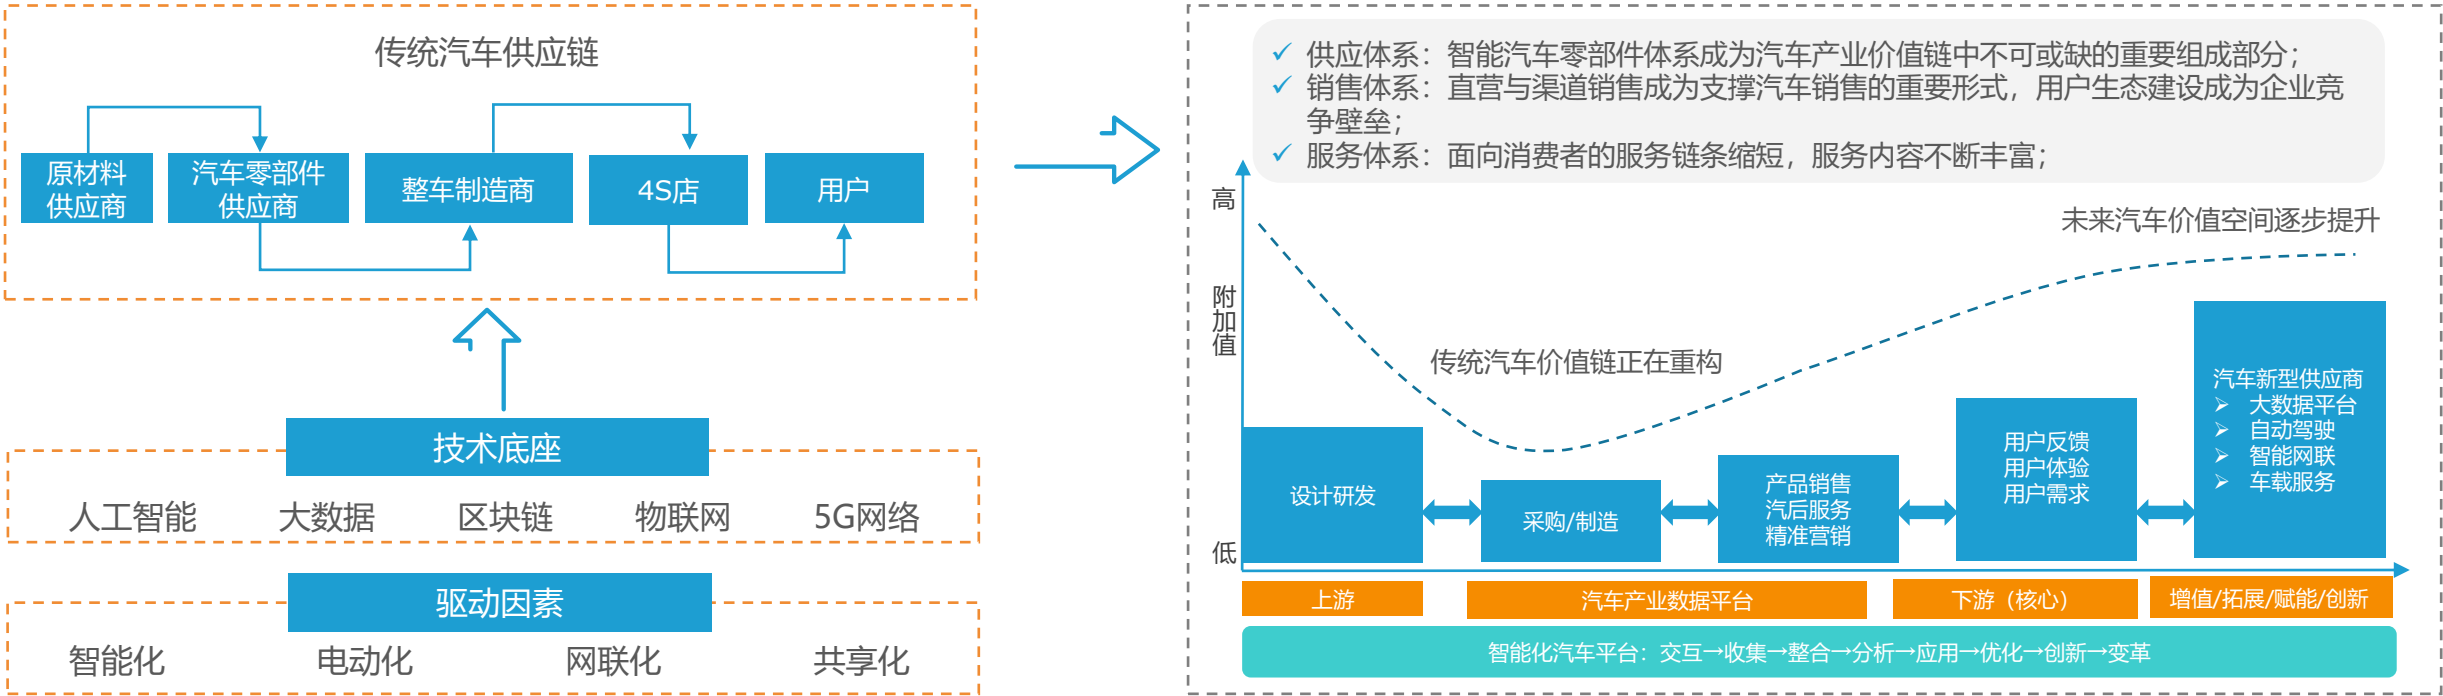 传统汽车供应链
原材料
供应商
汽车零部件
供应商
整车制造商
4S店
用户
技术底座
人工智能
大数据
区块链
物联网
5G网络
驱动因素
智能化
电动化
网联化
共享化
供应体系：智能汽车零部件体系成为汽车产业价值链中不可或缺的重要组成部分；
销售体系：直营与渠道销售成为支撑汽车销售的重要形式，用户生态建设成为企业竞
争壁垒；
服务体系：面向消费者的服务链条缩短，服务内容不断丰富；
高
附加值
低
未来汽车价值空间逐步提升
传统汽车价值链正在重构
设计研发
采购/制造
产品销售
汽后服务
精准营销
用户反馈
用户体验
用户需求
汽车新型供应商
大数据平台
自动驾驶
智能网联
车载服务
上游
汽车产业数据平台
下游（核心）
增值/拓展/赋能/创新
智能化汽车平台：交互→收集→整合→分析→应用→优化→创新→变革